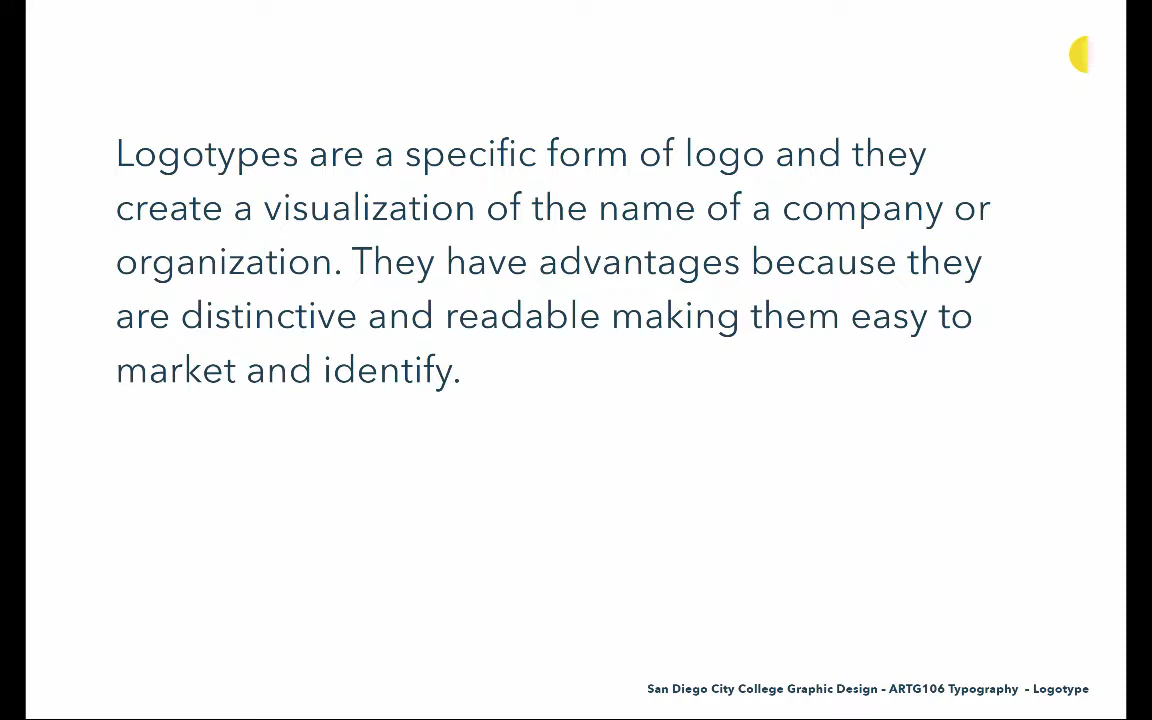 Logotypes are a specific form of logo and they
create a visualization of the name of a company or
organization. They have advantages because they
are distinctive and readable making them easy to
market and identify.
San Diego City College Graphic Design – ARTG106 Typography – Logotype